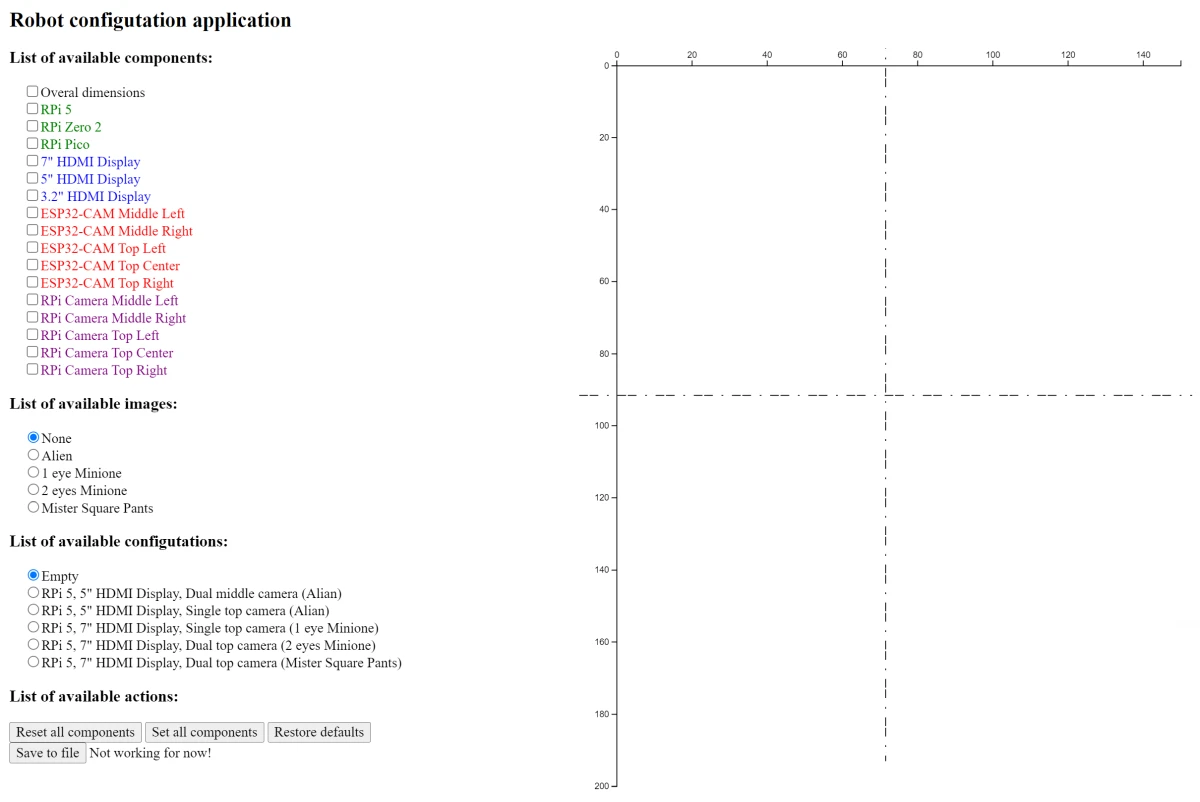 Robot configutation application
List of available components:
Overal dimensions
RPi 5
RPi Zero 2
RPi Pico
7" HDMI Display
5" HDMI Display
3.2" HDMI Display
ESP32-CAM Middle Left
ESP32-CAM Middle Right
ESP32-CAM Top Left
ESP32-CAM Top Center
ESP32-CAM Top Right
RPi Camera Middle Left
RPi Camera Middle Right
RPi Camera Top Left
RPi Camera Top Center
RPi Camera Top Right
List of available images:
None
Alien
1 eye Minione
2 eyes Minione
Mister Square Pants
List of available configutations:
Empty
RPi 5, 5" HDMI Display, Dual middle camera (Alian)
RPi 5, 5" HDMI Display, Single top camera (Alian)
RPi 5, 7" HDMI Display, Single top camera (1 eye Minione)
RPi 5, 7" HDMI Display, Dual top camera (2 eyes Minione)
RPi 5, 7" HDMI Display, Dual top camera (Mister Square Pants)
List of available actions:
Reset all components Set all components Restore defaults
Save to file Not working for now!
0 20 40 60 80 100 120 140
0
20
40
60
80
100
120
140
160
180
200